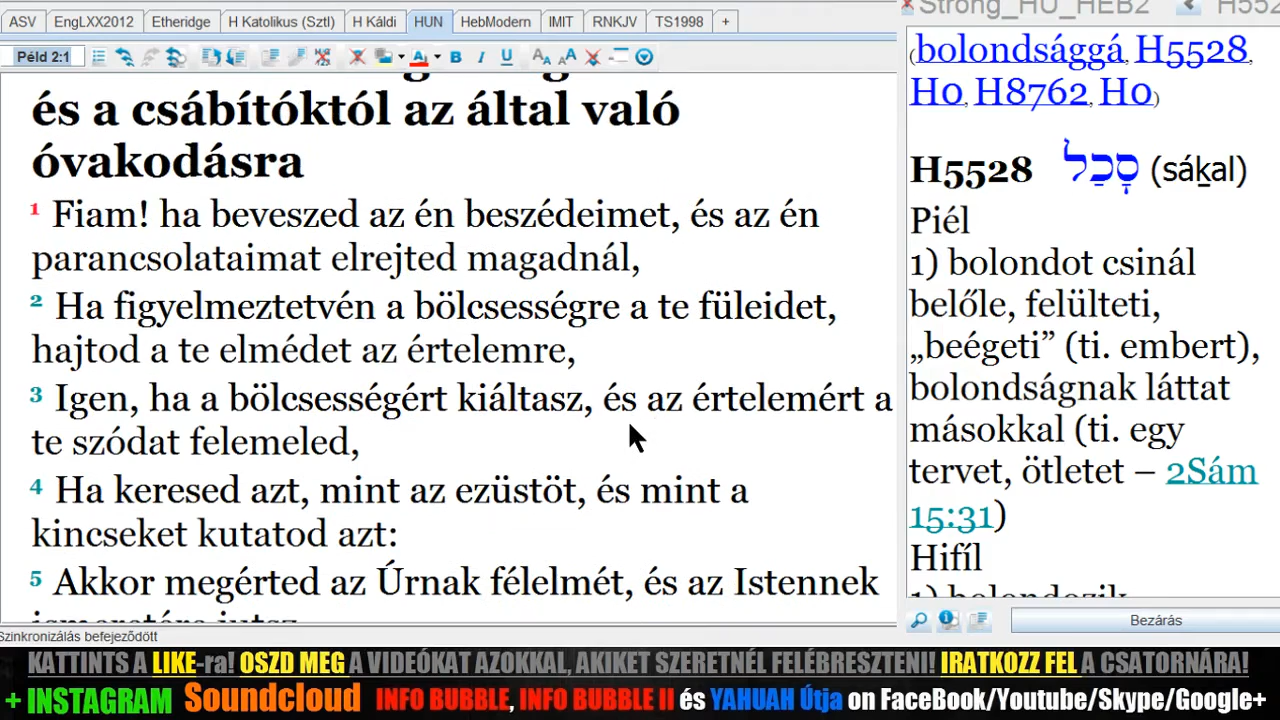 ASV EngLXX2012 Etheridge H Katolikus (Sztl) H Káldi HUN HebModern IMIT RNKJV TS1998 +
Strong_HU_HEB2
Péld 2:1
és a csábítóktól az által való
óvakodásra
1 Fiam! ha beveszed az én beszédeimet, és az én
parancsolataimat elrejted magadnál,
2 Ha figyelmeztetvén a bölcsességre a te füleidet,
hajtod a te elmédet az értelemre,
3 Igen, ha a bölcsességért kiáltasz, és az értelemért a
te szódat felemeled,
4 Ha keresed azt, mint az ezüstöt, és mint a
kincseket kutatod azt:
5 Akkor megérted az Úrnak félelmét, és az Istennek
Szinkronizálás befejeződött
(bolondsággá, H5528,
H0, H8762, H0)
H5528 סָכַל (sákal)
Piél
1) bolondot csinál
belőle, felülteti,
„beégeti” (ti. embert),
bolondságnak láttat
másokkal (ti. egy
tervet, ötletet – 2Sám
15:31)
Hifíl
1) bolondozik
Bezárás
KATTINTS A LIKE-ra! OSZD MEG A VIDEÓKAT AZOKKAL, AKIKET SZERETNÉL FELÉBRESZTENI! IRATKOZZ FEL A CSATORNÁRA!
+ INSTAGRAM Soundcloud INFO BUBBLE, INFO BUBBLE II és YAHUAH Útja on FaceBook/Youtube/Skype/Google+